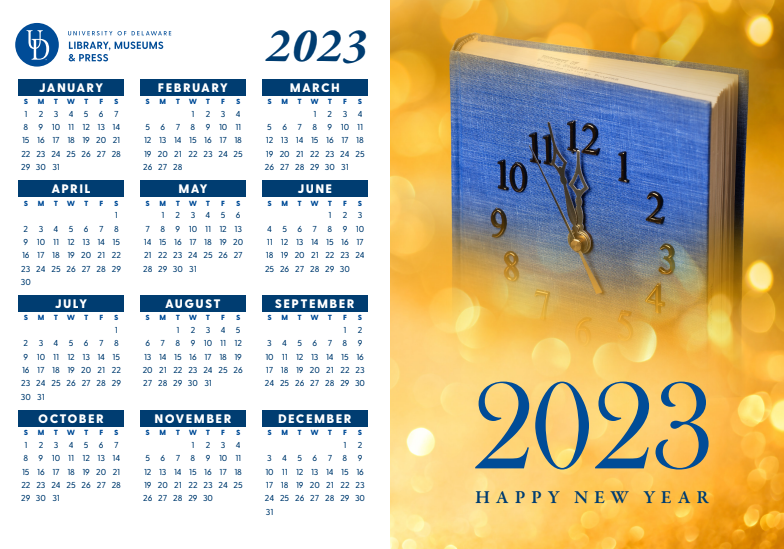 UD
UNIVERSITY OF DELAWARE
LIBRARY, MUSEUMS
& PRESS
2023
JANUARY
S M T W T F S
1 2 3 4 5 6 7
8 9 10 11 12 13 14
15 16 17 18 19 20 21
22 23 24 25 26 27 28
29 30 31
FEBRUARY
S M T W T F S
1 2 3 4
5 6 7 8 9 10 11
12 13 14 15 16 17 18
19 20 21 22 23 24 25
26 27 28
MARCH
S M T W T F S
1 2 3 4
5 6 7 8 9 10 11
12 13 14 15 16 17 18
19 20 21 22 23 24 25
26 27 28 29 30 31
APRIL
S M T W T F S
1
2 3 4 5 6 7 8
9 10 11 12 13 14 15
16 17 18 19 20 21 22
23 24 25 26 27 28 29
30
MAY
S M T W T F S
1 2 3 4 5 6
7 8 9 10 11 12 13
14 15 16 17 18 19 20
21 22 23 24 25 26 27
28 29 30 31
JUNE
S M T W T F S
1 2 3
4 5 6 7 8 9 10
11 12 13 14 15 16 17
18 19 20 21 22 23 24
25 26 27 28 29 30
JULY
S M T W T F S
1
2 3 4 5 6 7 8
9 10 11 12 13 14 15
16 17 18 19 20 21 22
23 24 25 26 27 28 29
30 31
AUGUST
S M T W T F S
1 2 3 4 5
6 7 8 9 10 11 12
13 14 15 16 17 18 19
20 21 22 23 24 25 26
27 28 29 30 31
SEPTEMBER
S M T W T F S
1 2
3 4 5 6 7 8 9
10 11 12 13 14 15 16
17 18 19 20 21 22 23
24 25 26 27 28 29 30
OCTOBER
S M T W T F S
1 2 3 4 5 6 7
8 9 10 11 12 13 14
15 16 17 18 19 20 21
22 23 24 25 26 27 28
29 30 31
NOVEMBER
S M T W T F S
1 2 3 4
5 6 7 8 9 10 11
12 13 14 15 16 17 18
19 20 21 22 23 24 25
26 27 28 29 30
DECEMBER
S M T W T F S
1 2
3 4 5 6 7 8 9
10 11 12 13 14 15 16
17 18 19 20 21 22 23
24 25 26 27 28 29 30
31
11 12 1
10 2
9 3
8 4
7 6 5
2023
HAPPY NEW YEAR